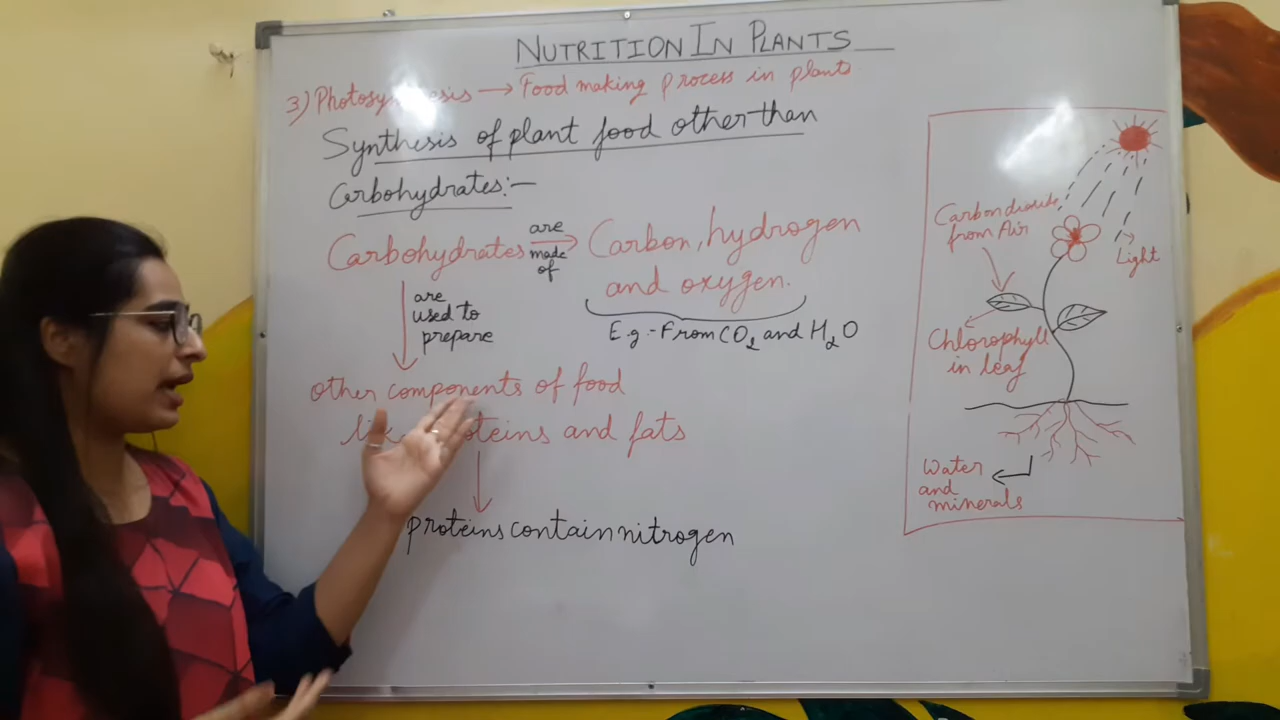 NUTRITION IN PLANTS
3) Photosynthesis → Food making process in plants
Synthesis of plant food other than
Carbohydrates:—
Carbohydrates are made of → Carbon, hydrogen
and oxygen.
E.g:- From CO₂ and H₂O
are
used to
prepare
other components of food
like proteins and fats
proteins contain nitrogen
Carbondioxide
from Air
Light
Chlorophyll
in leaf
Water
and
minerals